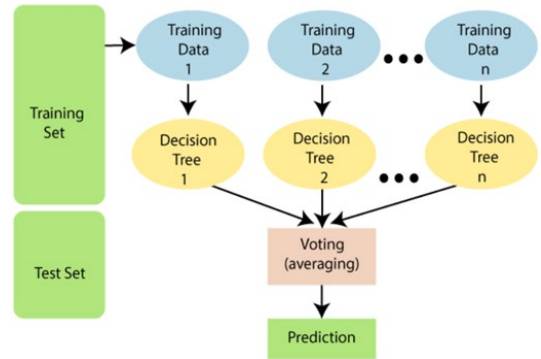 Training
Set
Training
Data
1
Training
Data
2
Training
Data
n
Decision
Tree
1
Decision
Tree
2
Decision
Tree
n
Test Set
Voting
(averaging)
Prediction